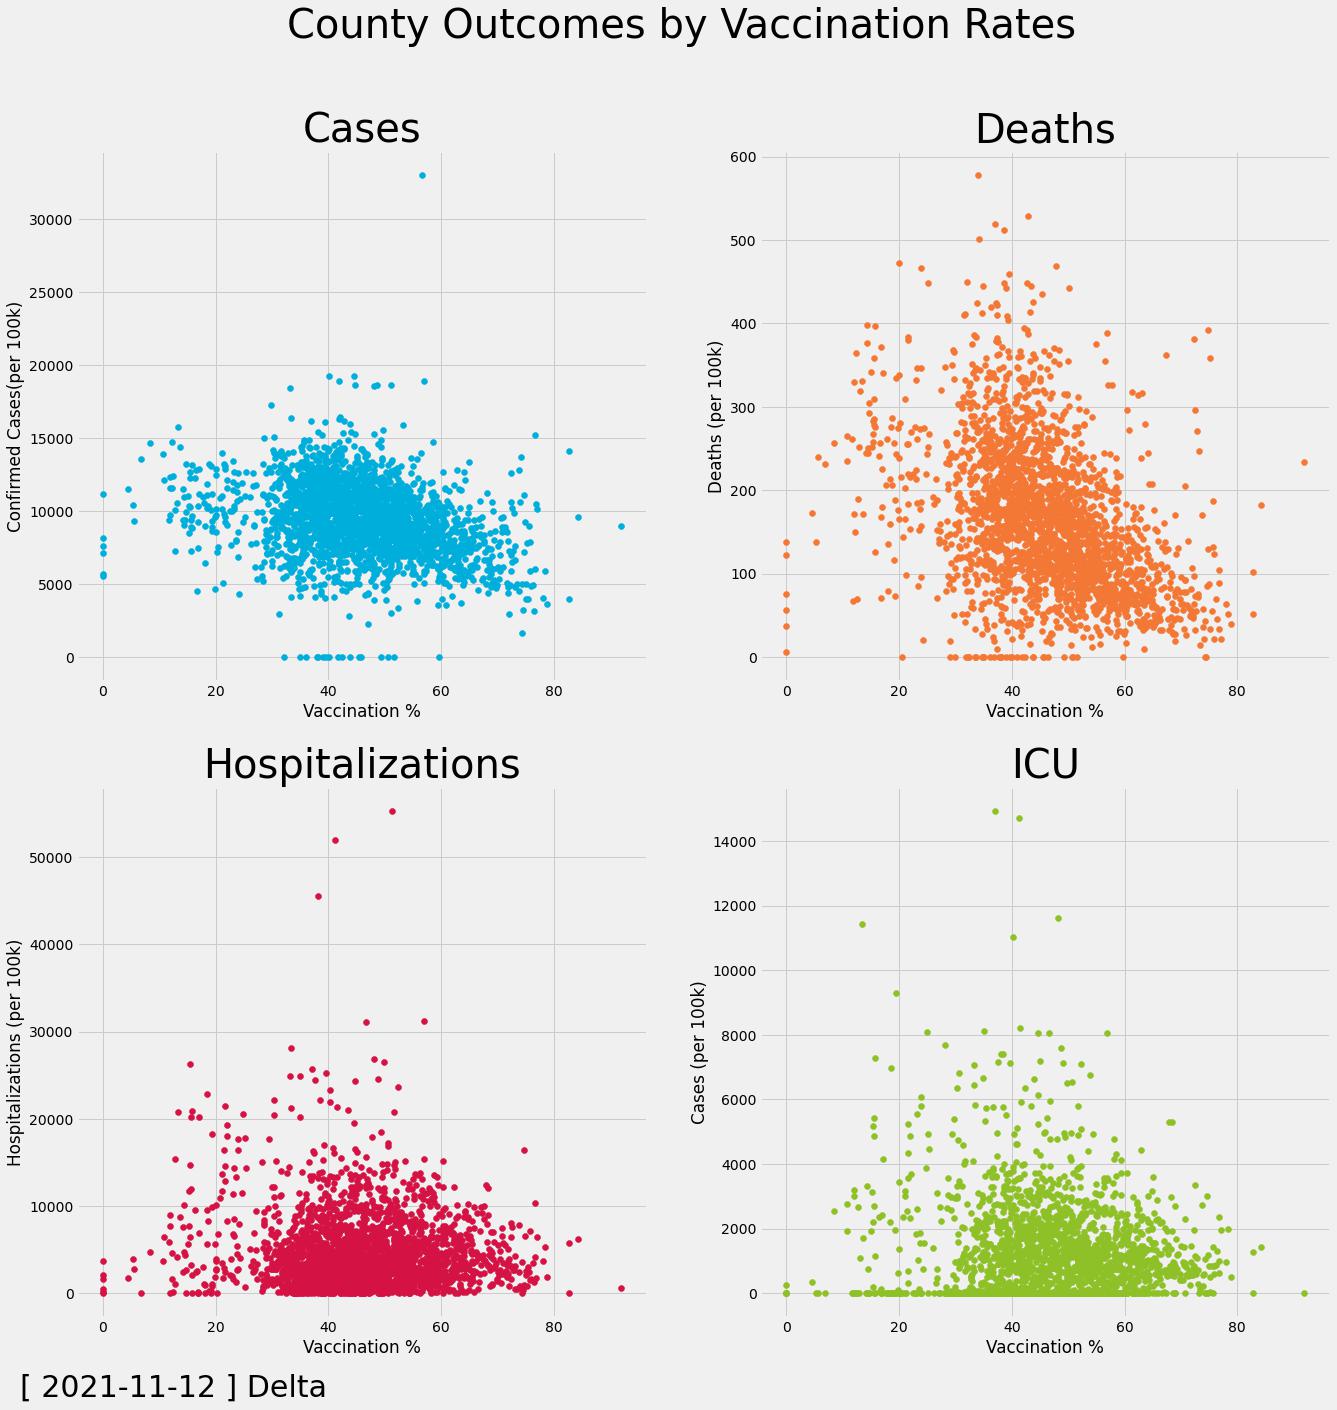 County Outcomes by Vaccination Rates
Cases
Confirmed Cases(per 100k)
30000
25000
20000
15000
10000
5000
0
0 20 40 60 80
Vaccination %
Deaths
Deaths (per 100k)
600
500
400
300
200
100
0
0 20 40 60 80
Vaccination %
Hospitalizations
Hospitalizations (per 100k)
50000
40000
30000
20000
10000
0
0 20 40 60 80
Vaccination %
ICU
Cases (per 100k)
14000
12000
10000
8000
6000
4000
2000
0
0 20 40 60 80
Vaccination %
[ 2021-11-12 ] Delta